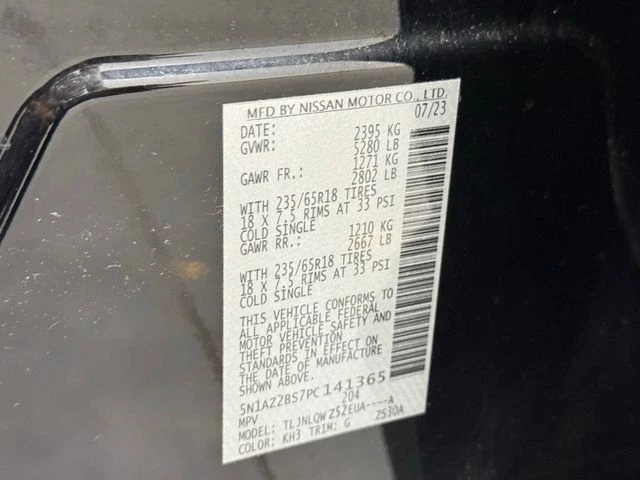 MFD BY NISSAN MOTOR CO., LTD.
DATE: 07/23
GVWR: 2395 KG
5280 LB
GAWR FR.: 1271 KG
2802 LB
WITH 235/65R18 TIRES
18 X 7.5 RIMS AT 33 PSI
COLD SINGLE
GAWR RR.: 1210 KG
2667 LB
WITH 235/65R18 TIRES
18 X 7.5 RIMS AT 33 PSI
COLD SINGLE
THIS VEHICLE CONFORMS TO
ALL APPLICABLE FEDERAL
MOTOR VEHICLE SAFETY AND
THEFT PREVENTION
STANDARDS IN EFFECT ON
THE DATE OF MANUFACTURE
SHOWN ABOVE.
5N1AZ2BS7PC141365
MPV 204
MODEL: TLJNLQWZS2EUA----A
COLOR: KH3 TRIM: G ZS30A